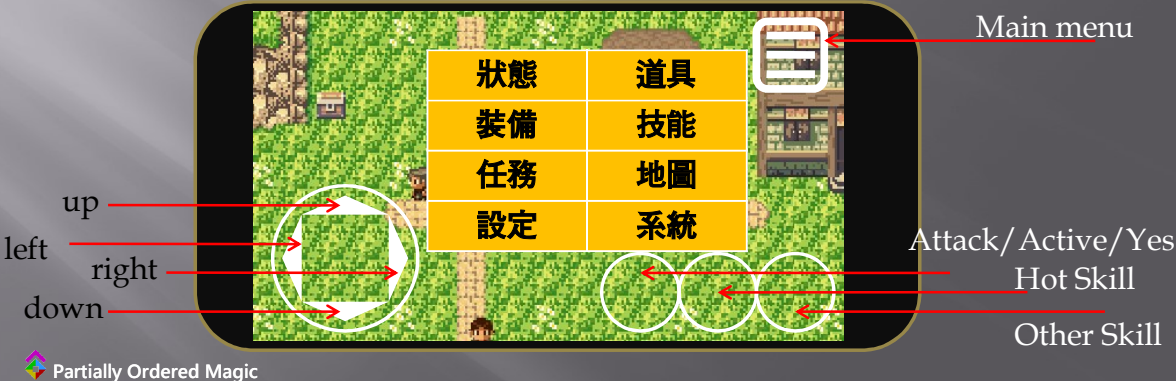 Main menu
狀態 道具
裝備 技能
任務 地圖
設定 系統
up
left
right
down
Attack/Active/Yes
Hot Skill
Other Skill
Partially Ordered Magic